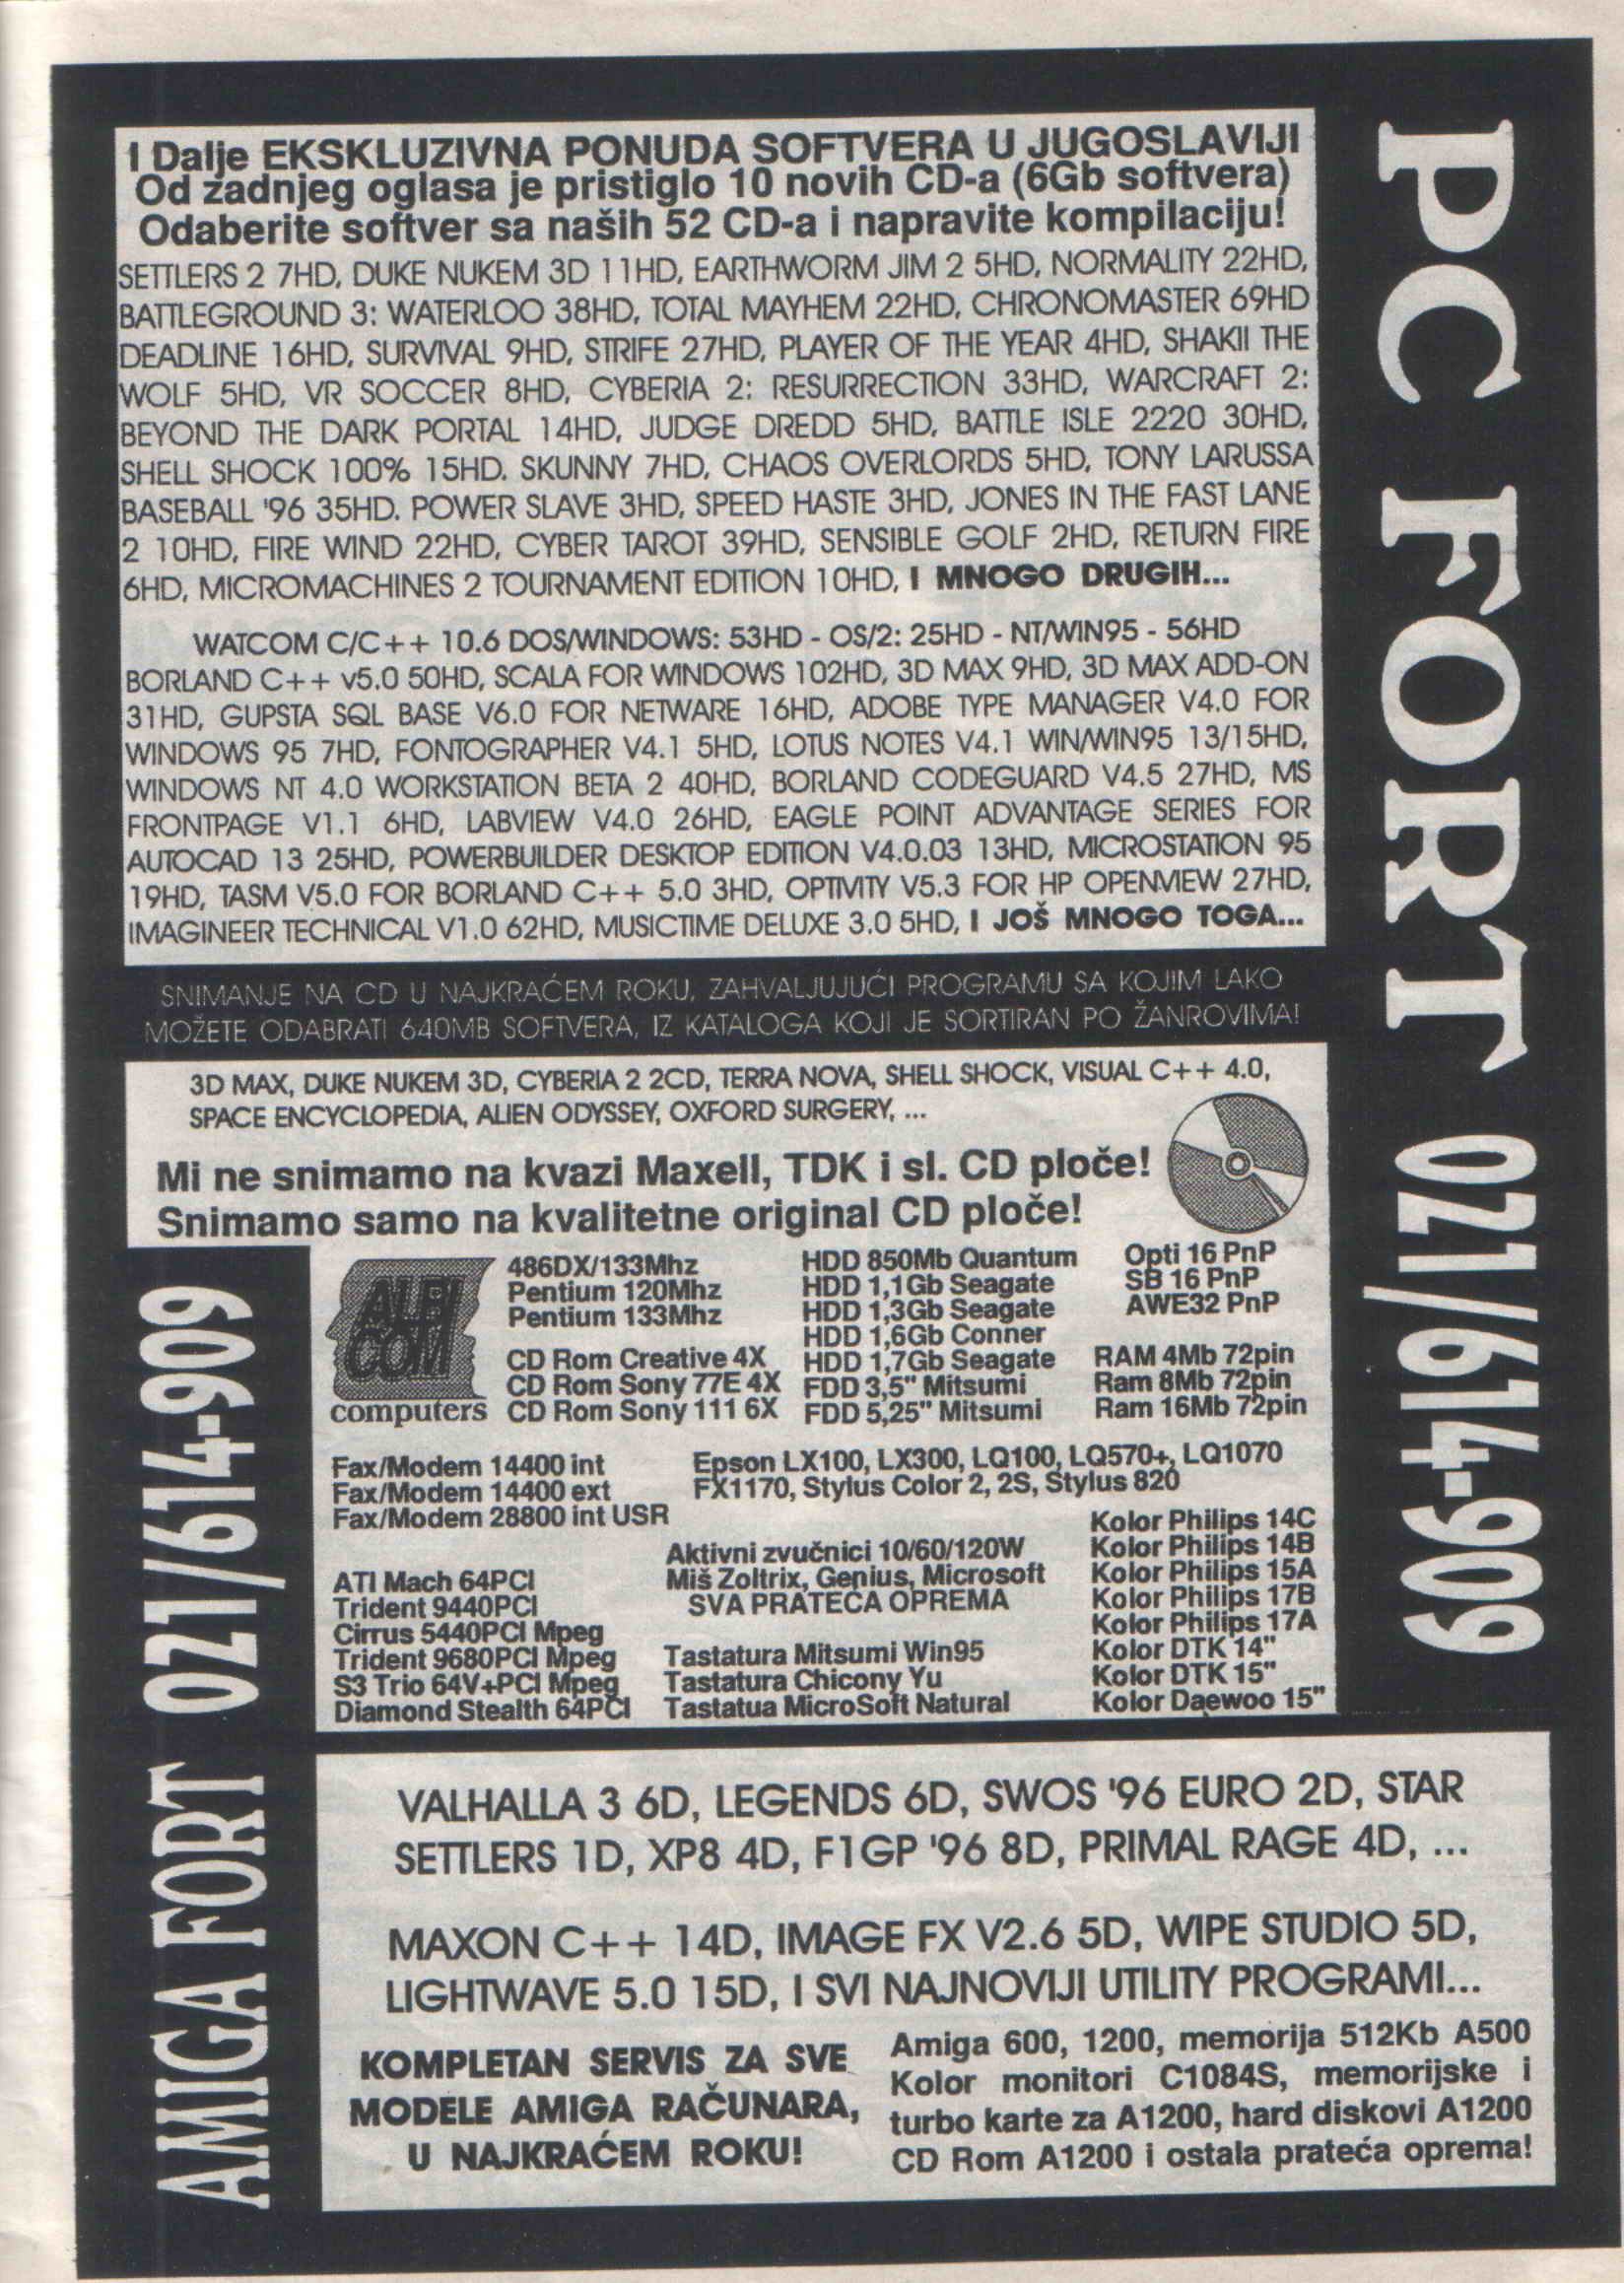 I Dalje EKSKLUZIVNA PONUDA SOFTVERA U JUGOSLAVIJI
Od zadnjeg oglasa je pristiglo 10 novih CD-a (6Gb softvera)
Odaberite softver sa naših 52 CD-a i napravite kompilaciju!
SETTLERS 2 7HD, DUKE NUKEM 3D 11HD, EARTHWORM JIM 2 5HD, NORMALITY 22HD,
BATTLEGROUND 3: WATERLOO 38HD, TOTAL MAYHEM 22HD, CHRONOMASTER 69HD
DEADLINE 16HD, SURVIVAL 9HD, STRIFE 27HD, PLAYER OF THE YEAR 4HD, SHAKII THE
WOLF 5HD, VR SOCCER 8HD, CYBERIA 2: RESURRECTION 33HD, WARCRAFT 2:
BEYOND THE DARK PORTAL 14HD, JUDGE DREDD 5HD, BATTLE ISLE 2220 30HD,
SHELL SHOCK 100% 15HD. SKUNNY 7HD, CHAOS OVERLORDS 5HD, TONY LARUSSA
BASEBALL '96 35HD. POWER SLAVE 3HD, SPEED HASTE 3HD, JONES IN THE FAST LANE
2 10HD, FIRE WIND 22HD, CYBER TAROT 39HD, SENSIBLE GOLF 2HD, RETURN FIRE
6HD, MICROMACHINES 2 TOURNAMENT EDITION 10HD, I MNOGO DRUGIH...
WATCOM C/C++ 10.6 DOS/WINDOWS: 53HD - OS/2: 25HD - NT/WIN95 - 56HD
BORLAND C++ v5.0 50HD, SCALA FOR WINDOWS 102HD, 3D MAX 9HD, 3D MAX ADD-ON
31HD, GUPSTA SQL BASE V6.0 FOR NETWARE 16HD, ADOBE TYPE MANAGER V4.0 FOR
WINDOWS 95 7HD, FONTOGRAPHER V4.1 5HD, LOTUS NOTES V4.1 WIN/WIN95 13/15HD,
WINDOWS NT 4.0 WORKSTATION BETA 2 40HD, BORLAND CODEGUARD V4.5 27HD, MS
FRONTPAGE V1.1 6HD, LABVIEW V4.0 26HD, EAGLE POINT ADVANTAGE SERIES FOR
AUTOCAD 13 25HD, POWERBUILDER DESKTOP EDITION V4.0.03 13HD, MICROSTATION 95
19HD, TASM V5.0 FOR BORLAND C++ 5.0 3HD, OPTIVITY V5.3 FOR HP OPENVIEW 27HD,
IMAGINEER TECHNICAL V1.0 62HD, MUSICTIME DELUXE 3.0 5HD, I JOŠ MNOGO TOGA...
SNIMANJE NA CD U NAJKRAĆEM ROKU, ZAHVALJUJUĆI PROGRAMU SA KOJIM LAKO
MOŽETE ODABRATI 640MB SOFTVERA, IZ KATALOGA KOJI JE SORTIRAN PO ŽANROVIMA!
3D MAX, DUKE NUKEM 3D, CYBERIA 2 2CD, TERRA NOVA, SHELL SHOCK, VISUAL C++ 4.0,
SPACE ENCYCLOPEDIA, ALIEN ODYSSEY, OXFORD SURGERY, ...
Mi ne snimamo na kvazi Maxell, TDK i sl. CD ploče!
Snimamo samo na kvalitetne original CD ploče!
PC FORT 021/614-909
ALFI
COM
computers
486DX/133Mhz
Pentium 120Mhz
Pentium 133Mhz
CD Rom Creative 4X
CD Rom Sony 77E 4X
CD Rom Sony 111 6X
HDD 850Mb Quantum
HDD 1,1Gb Seagate
HDD 1,3Gb Seagate
HDD 1,6Gb Conner
HDD 1,7Gb Seagate
FDD 3,5" Mitsumi
FDD 5,25" Mitsumi
Opti 16 PnP
SB 16 PnP
AWE32 PnP
RAM 4Mb 72pin
Ram 8Mb 72pin
Ram 16Mb 72pin
Fax/Modem 14400 int
Fax/Modem 14400 ext
Fax/Modem 28800 int USR
Epson LX100, LX300, LQ100, LQ570+, LQ1070
FX1170, Stylus Color 2, 2S, Stylus 820
ATI Mach 64PCI
Trident 9440PCI
Cirrus 5440PCI Mpeg
Trident 9680PCI Mpeg
S3 Trio 64V+PCI Mpeg
Diamond Stealth 64PCI
Aktivni zvučnici 10/60/120W
Miš Zoltrix, Genius, Microsoft
SVA PRATEĆA OPREMA
Tastatura Mitsumi Win95
Tastatura Chicony Yu
Tastatua MicroSoft Natural
Kolor Philips 14C
Kolor Philips 14B
Kolor Philips 15A
Kolor Philips 17B
Kolor Philips 17A
Kolor DTK 14"
Kolor DTK 15"
Kolor Daewoo 15"
AMIGA FORT 021/614-909
VALHALLA 3 6D, LEGENDS 6D, SWOS '96 EURO 2D, STAR
SETTLERS 1D, XP8 4D, F1GP '96 8D, PRIMAL RAGE 4D, ...
MAXON C++ 14D, IMAGE FX V2.6 5D, WIPE STUDIO 5D,
LIGHTWAVE 5.0 15D, I SVI NAJNOVIJI UTILITY PROGRAMI...
KOMPLETAN SERVIS ZA SVE
MODELE AMIGA RAČUNARA,
U NAJKRAĆEM ROKU!
Amiga 600, 1200, memorija 512Kb A500
Kolor monitori C1084S, memorijske i
turbo karte za A1200, hard diskovi A1200
CD Rom A1200 i ostala prateća oprema!